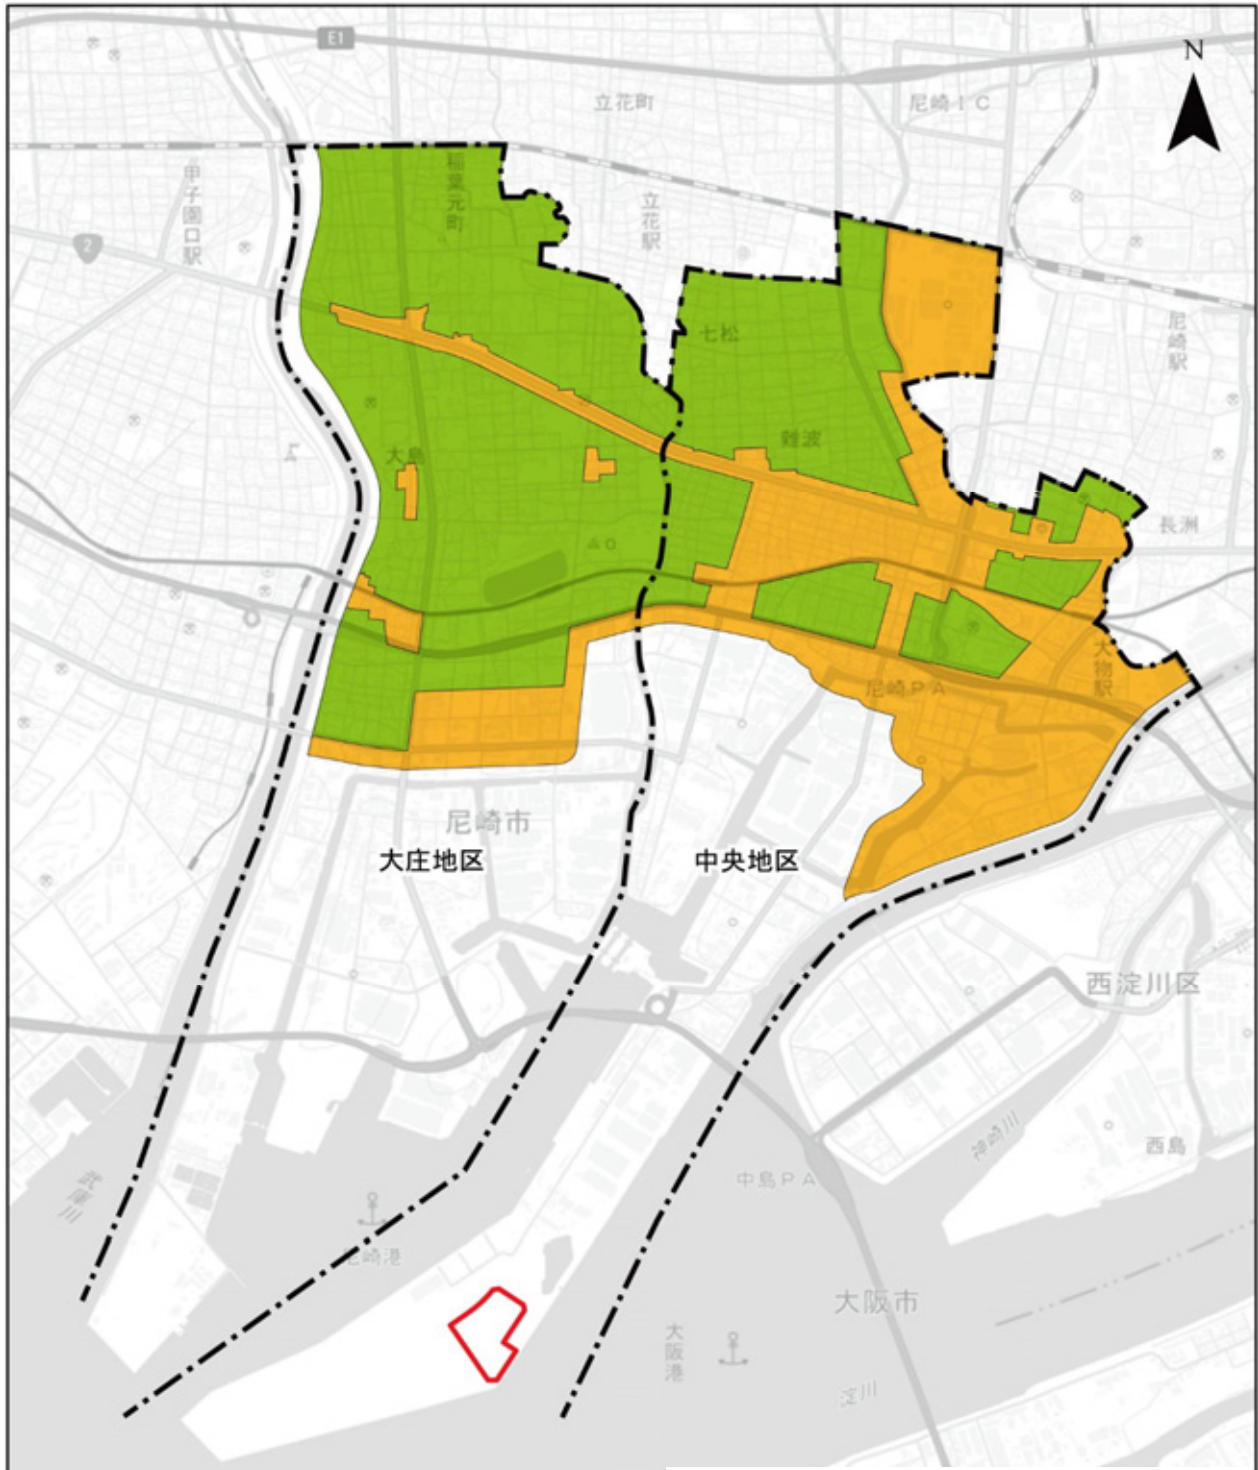 E1
N
立花町
尼崎IC
稲葉元町
甲子園口駅
立花駅
2
七松
尼崎駅
難波
大島
長洲
大物駅
尼崎PA
尼崎市
大庄地区
中央地区
西淀川区
神崎川
西島
中島PA
武庫川
尼崎港
大阪市
大阪港
淀川